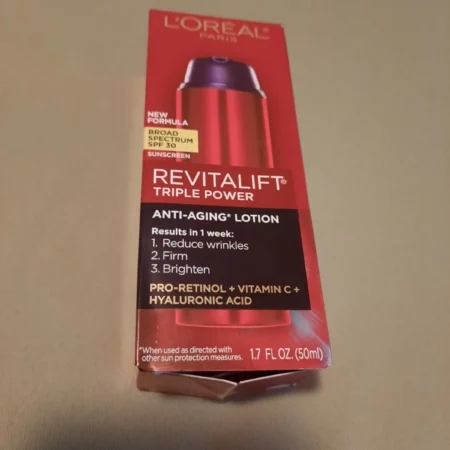 L'ORÉAL
PARIS
NEW
FORMULA
BROAD
SPECTRUM
SPF 30
SUNSCREEN
REVITALIFT®
TRIPLE POWER
ANTI-AGING* LOTION
Results in 1 week:
1. Reduce wrinkles
2. Firm
3. Brighten
PRO-RETINOL + VITAMIN C +
HYALURONIC ACID
*When used as directed with
other sun protection measures.
1.7 FL OZ. (50ml)